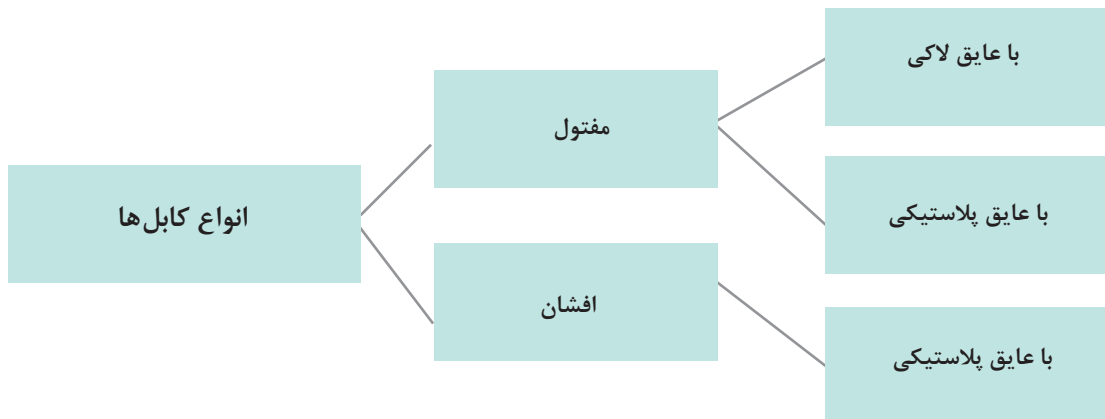 با عایق لاکی
مفتول
با عایق پلاستیکی
انواع کابل‌ها
افشان
با عایق پلاستیکی